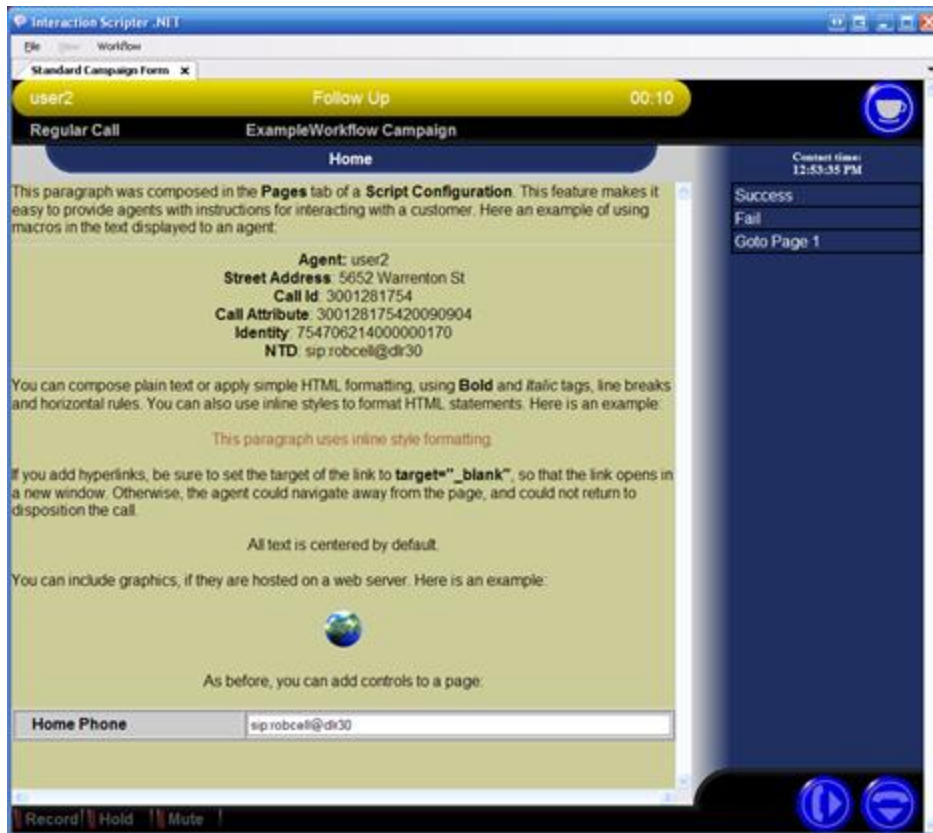 Interaction Scripter .NET
File View Workflow
Standard Campaign Form X
user2 Follow Up 00:10
Regular Call ExampleWorkflow Campaign
Home
Contact time:
12:53:35 PM
Success
Fail
Goto Page 1
This paragraph was composed in the Pages tab of a Script Configuration. This feature makes it
easy to provide agents with instructions for interacting with a customer. Here an example of using
macros in the text displayed to an agent:
Agent: user2
Street Address: 5652 Warrenton St
Call Id: 3001281754
Call Attribute: 300128175420090904
Identity: 754706214000000170
NTD: sip:robcell@dlr30
You can compose plain text or apply simple HTML formatting, using Bold and Italic tags, line breaks
and horizontal rules. You can also use inline styles to format HTML statements. Here is an example:
This paragraph uses inline style formatting.
If you add hyperlinks, be sure to set the target of the link to target="_blank", so that the link opens in
a new window. Otherwise, the agent could navigate away from the page, and could not return to
disposition the call.
All text is centered by default.
You can include graphics, if they are hosted on a web server. Here is an example:
As before, you can add controls to a page:
Home Phone sip:robcell@dlr30
Record Hold Mute